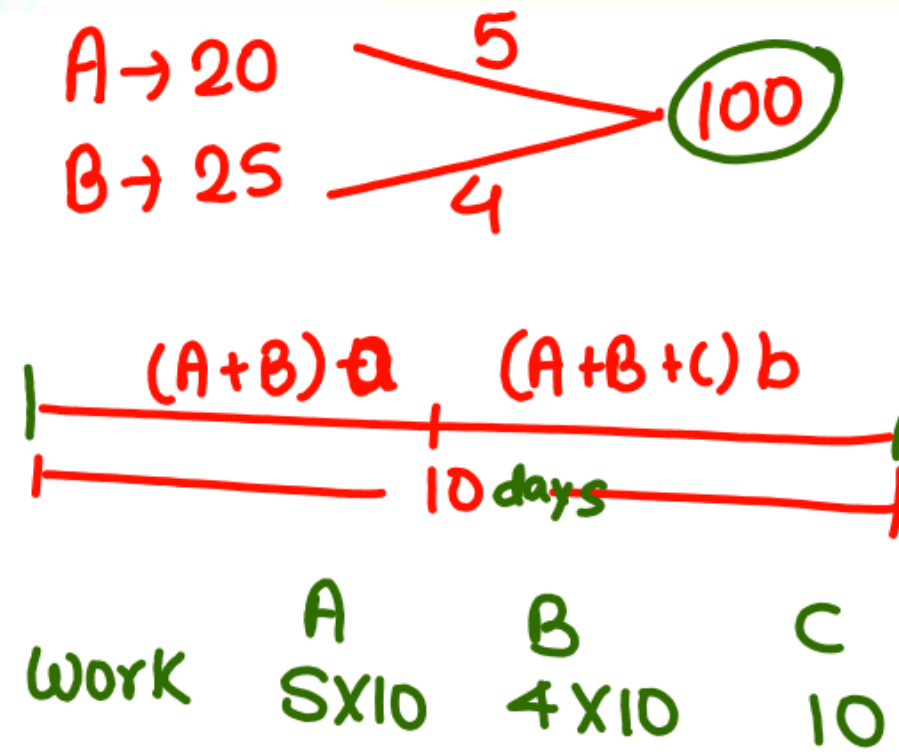 A → 20 5 100
B → 25 4
(A+B) a (A+B+C) b
10 days
A B C
Work 5X10 4X10 10